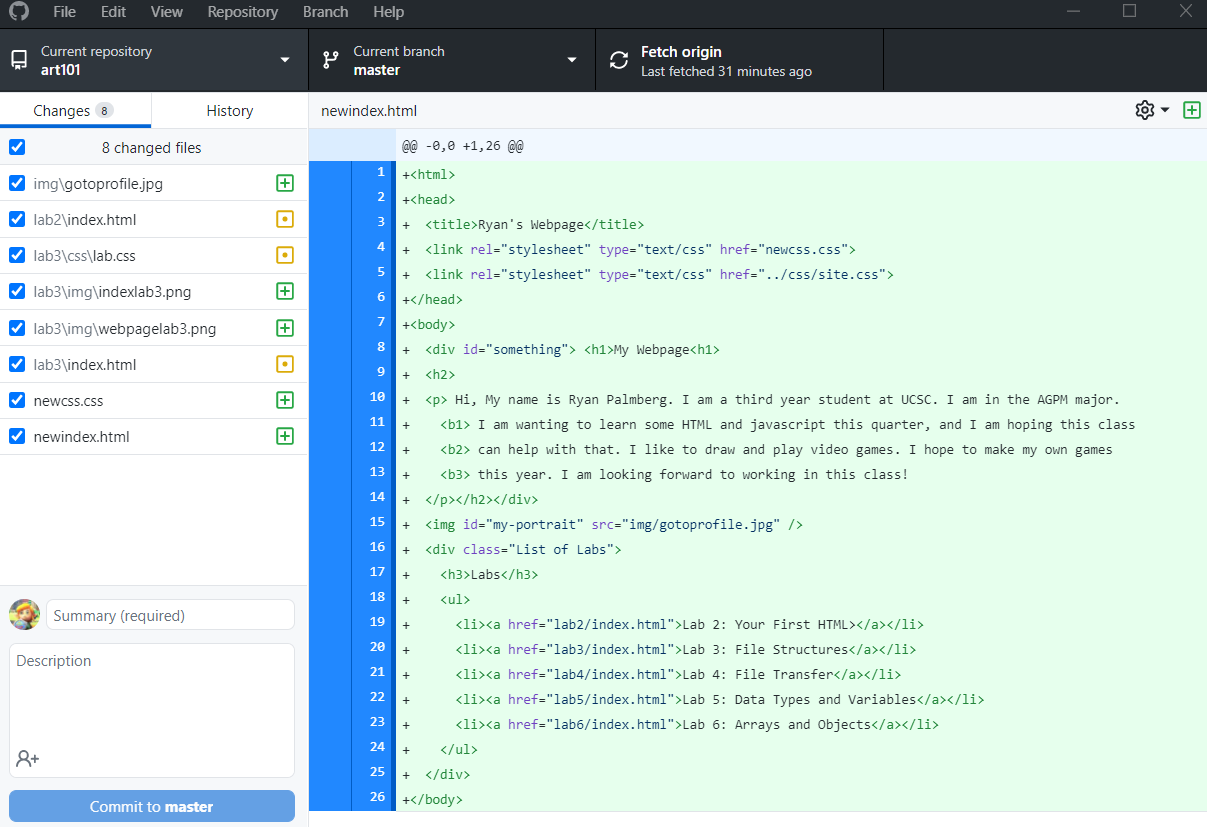 File Edit View Repository Branch Help
Current repository
art101
Current branch
master
Fetch origin
Last fetched 31 minutes ago
Changes 8
History
newindex.html
8 changed files
img\gotoprofile.jpg
lab2\index.html
lab3\css\lab.css
lab3\img\indexlab3.png
lab3\img\webpagelab3.png
lab3\index.html
newcss.css
newindex.html
Summary (required)
Description
Commit to master
@@ -0,0 +1,26 @@
1 +<html>
2 +<head>
3 +  <title>Ryan's Webpage</title>
4 +  <link rel="stylesheet" type="text/css" href="newcss.css">
5 +  <link rel="stylesheet" type="text/css" href="../css/site.css">
6 +</head>
7 +<body>
8 +  <div id="something"> <h1>My Webpage<h1>
9 +  <h2>
10 +  <p> Hi, My name is Ryan Palmberg. I am a third year student at UCSC. I am in the AGPM major.
11 +    <b1> I am wanting to learn some HTML and javascript this quarter, and I am hoping this class
12 +    <b2> can help with that. I like to draw and play video games. I hope to make my own games
13 +    <b3> this year. I am looking forward to working in this class!
14 +  </p></h2></div>
15 +  <img id="my-portrait" src="img/gotoprofile.jpg" />
16 +  <div class="List of Labs">
17 +    <h3>Labs</h3>
18 +    <ul>
19 +      <li><a href="lab2/index.html">Lab 2: Your First HTML></a></li>
20 +      <li><a href="lab3/index.html">Lab 3: File Structures</a></li>
21 +      <li><a href="lab4/index.html">Lab 4: File Transfer</a></li>
22 +      <li><a href="lab5/index.html">Lab 5: Data Types and Variables</a></li>
23 +      <li><a href="lab6/index.html">Lab 6: Arrays and Objects</a></li>
24 +    </ul>
25 +  </div>
26 +</body>